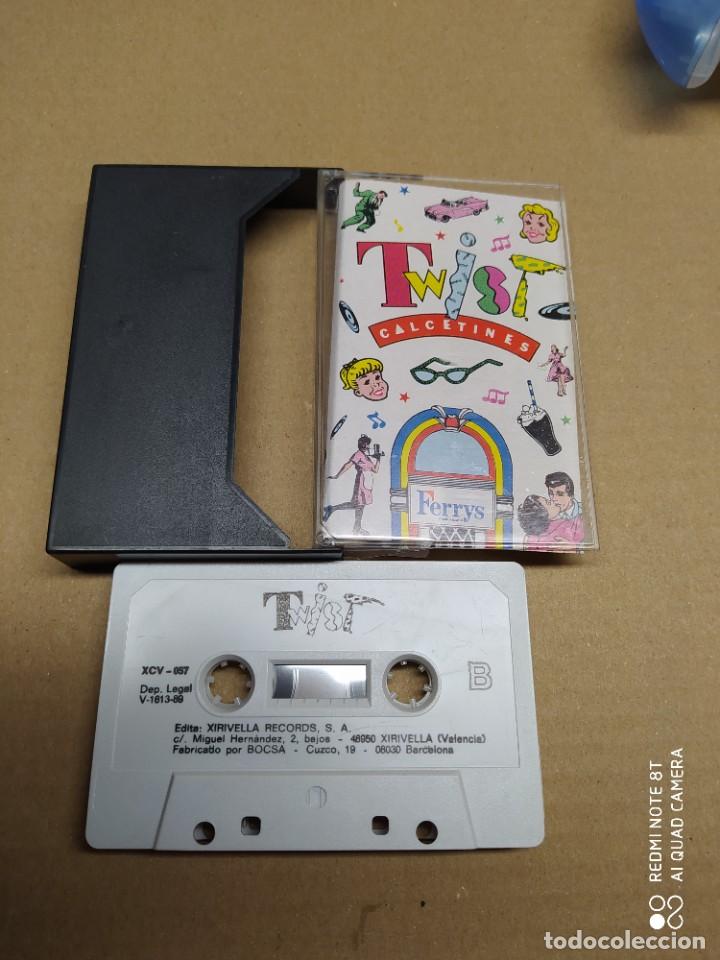 TwisT
CALCETINES
Ferrys
TwisT
XCV - 057
Dep. Legal
V-1613-89
B
Edita: XIRIVELLA RECORDS, S. A.
c/. Miguel Hernández, 2, bajos - 46950 XIRIVELLA (Valencia)
Fabricado por BOCSA - Cuzco, 19 - 08030 Barcelona
REDMI NOTE 8T
AI QUAD CAMERA
todocoleccion